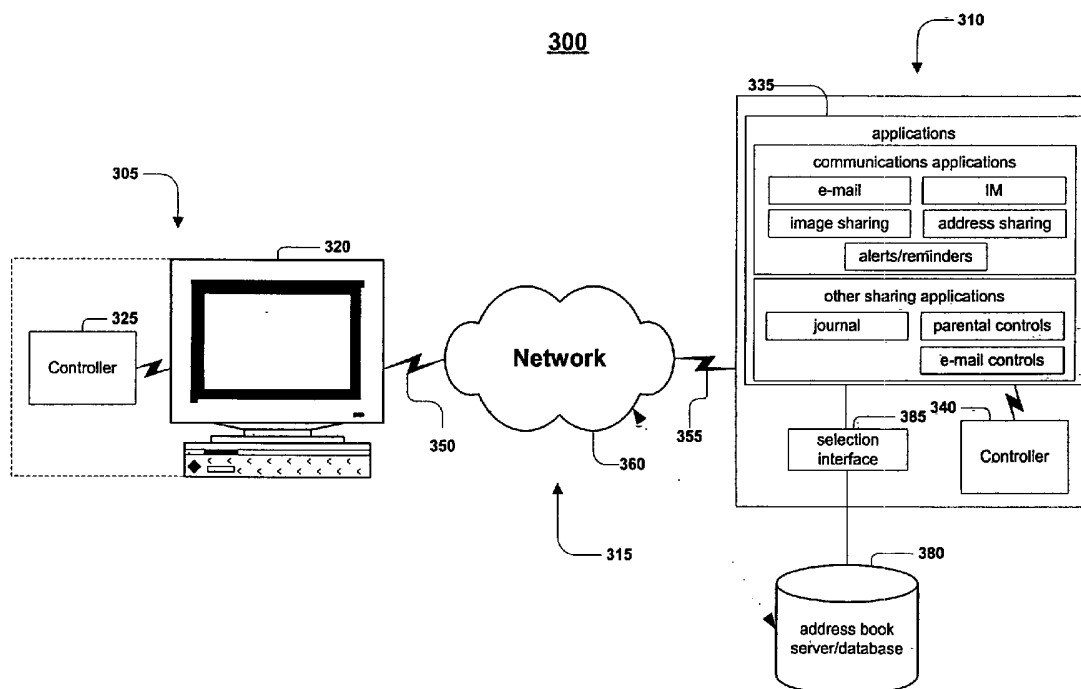 300
310
335
applications
communications applications
e-mail
IM
image sharing
address sharing
alerts/reminders
other sharing applications
journal
parental controls
e-mail controls
305
320
325
Controller
Network
350
355
360
315
385
340
selection
interface
Controller
380
address book
server/database